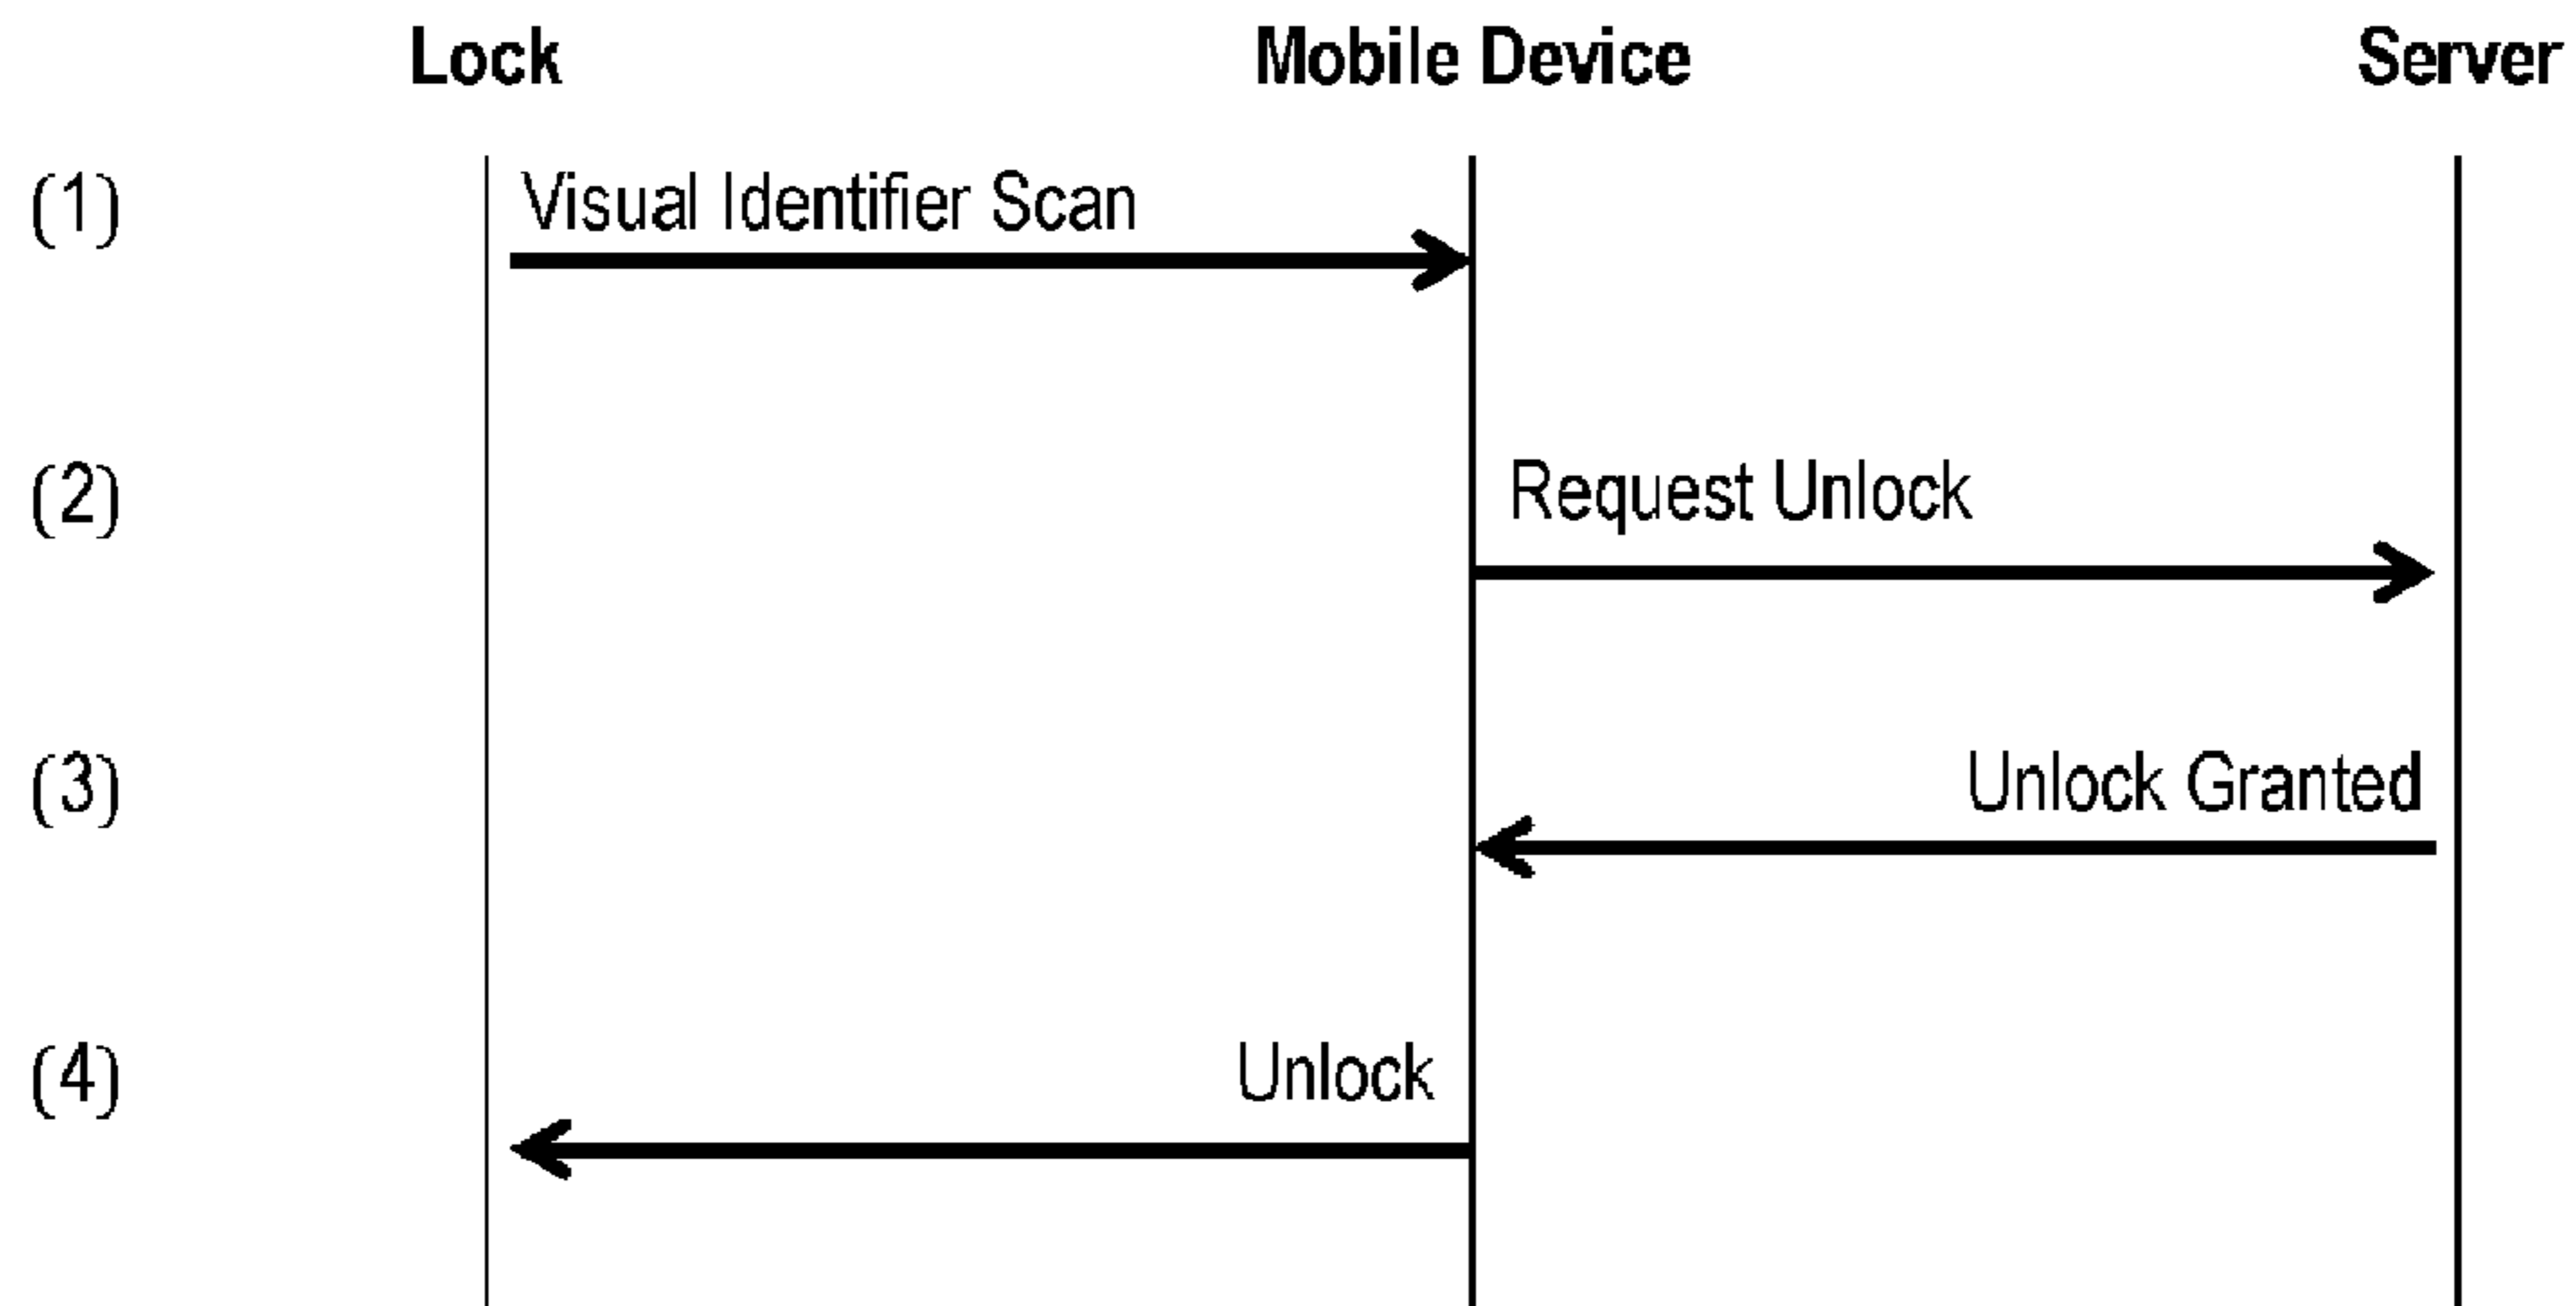 Lock Mobile Device Server
(1) Visual Identifier Scan
(2) Request Unlock
(3) Unlock Granted
(4) Unlock